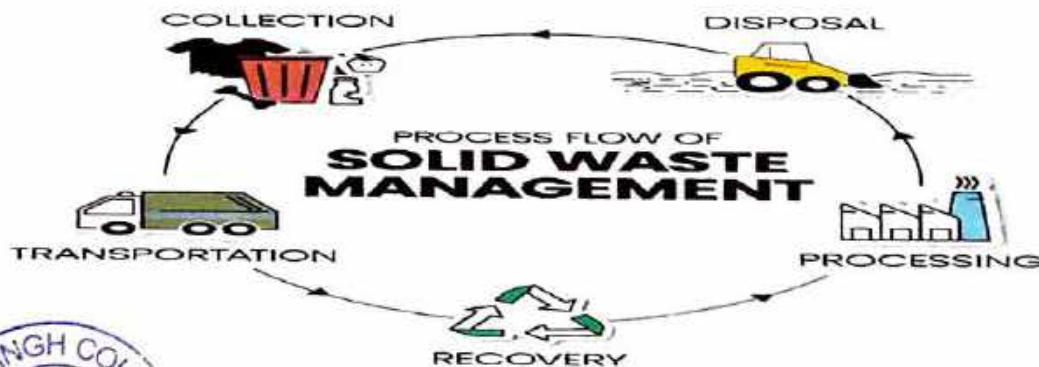 COLLECTION
DISPOSAL
PROCESS FLOW OF
SOLID WASTE
MANAGEMENT
TRANSPORTATION
PROCESSING
RECOVERY